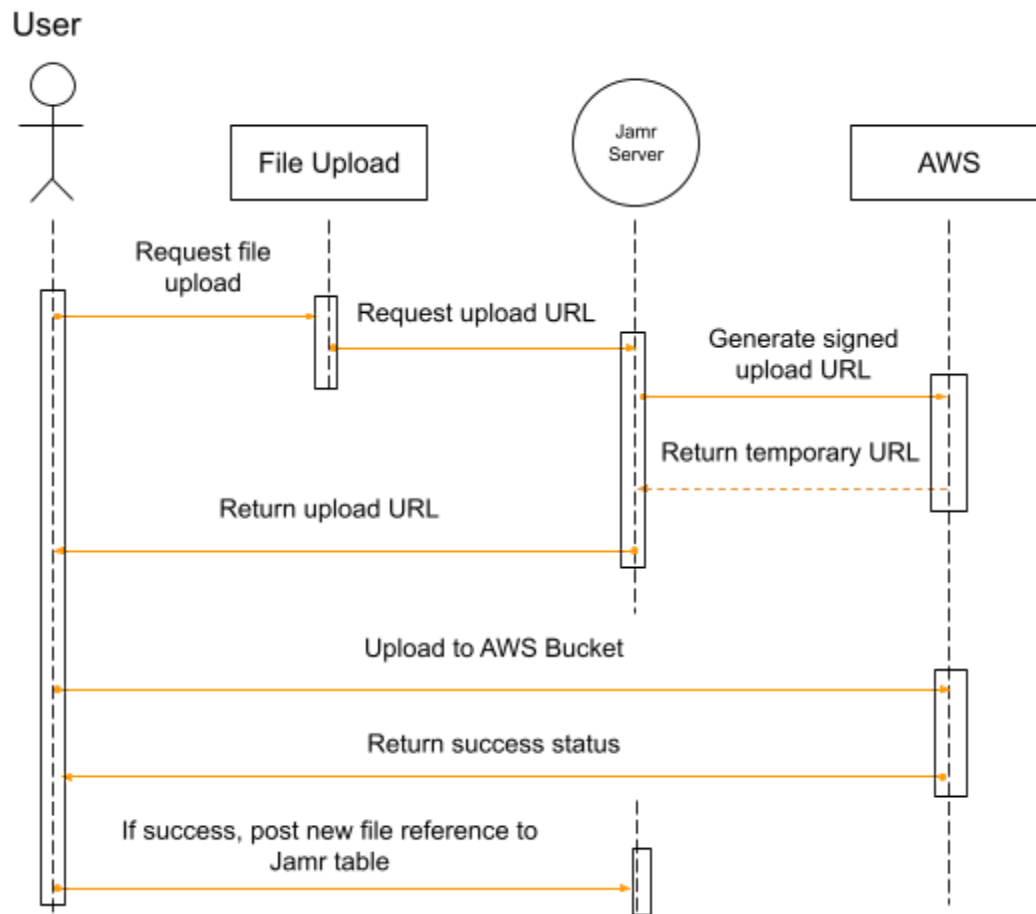 User
File Upload
Jamr
Server
AWS
Request file
upload
Request upload URL
Generate signed
upload URL
Return temporary URL
Return upload URL
Upload to AWS Bucket
Return success status
If success, post new file reference to
Jamr table